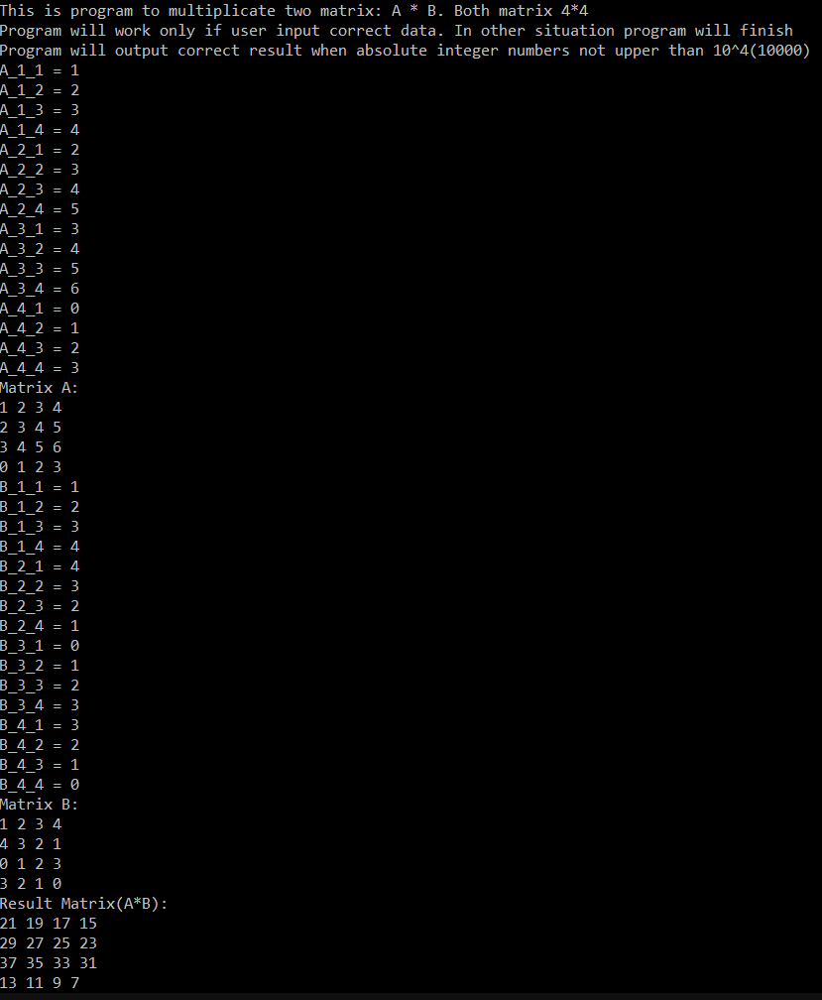 This is program to multiplicate two matrix: A * B. Both matrix 4*4
Program will work only if user input correct data. In other situation program will finish
Program will output correct result when absolute integer numbers not upper than 10^4(10000)
A_1_1 = 1
A_1_2 = 2
A_1_3 = 3
A_1_4 = 4
A_2_1 = 2
A_2_2 = 3
A_2_3 = 4
A_2_4 = 5
A_3_1 = 3
A_3_2 = 4
A_3_3 = 5
A_3_4 = 6
A_4_1 = 0
A_4_2 = 1
A_4_3 = 2
A_4_4 = 3
Matrix A:
1 2 3 4
2 3 4 5
3 4 5 6
0 1 2 3
B_1_1 = 1
B_1_2 = 2
B_1_3 = 3
B_1_4 = 4
B_2_1 = 4
B_2_2 = 3
B_2_3 = 2
B_2_4 = 1
B_3_1 = 0
B_3_2 = 1
B_3_3 = 2
B_3_4 = 3
B_4_1 = 3
B_4_2 = 2
B_4_3 = 1
B_4_4 = 0
Matrix B:
1 2 3 4
4 3 2 1
0 1 2 3
3 2 1 0
Result Matrix(A*B):
21 19 17 15
29 27 25 23
37 35 33 31
13 11 9 7